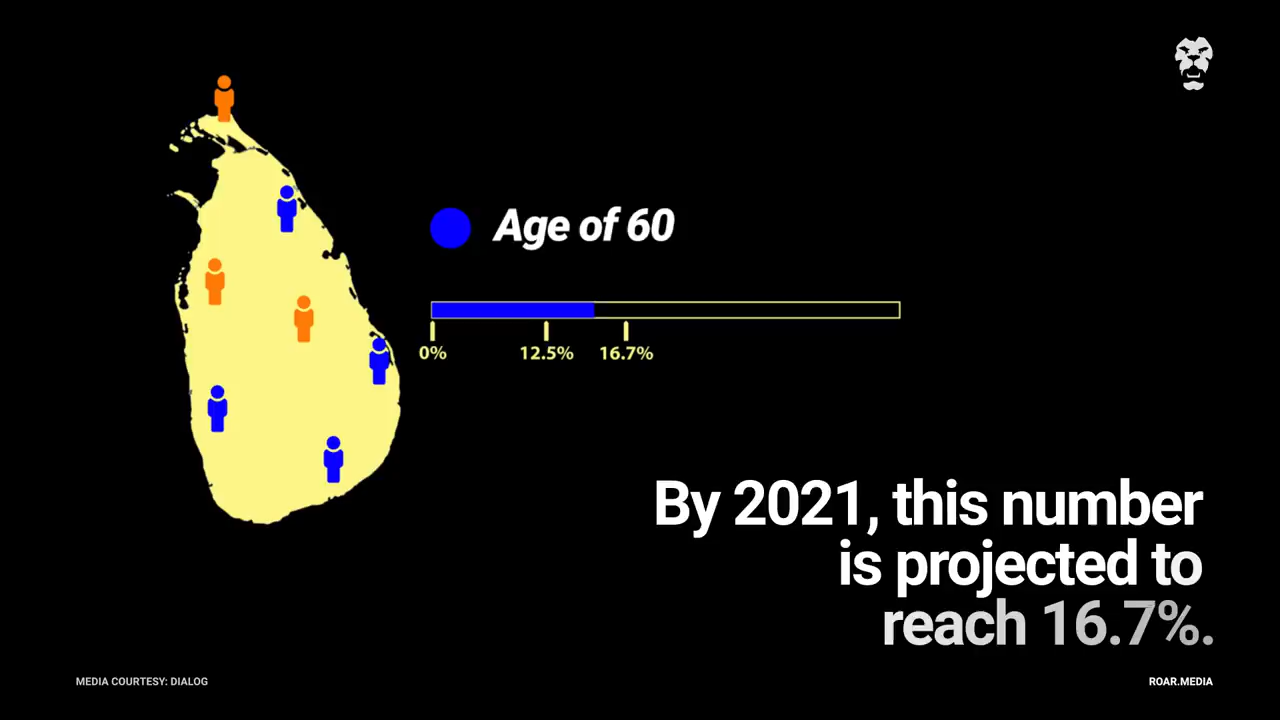 Age of 60
0%
12.5%
16.7%
By 2021, this number
is projected to
reach 16.7%.
MEDIA COURTESY: DIALOG
ROAR.MEDIA